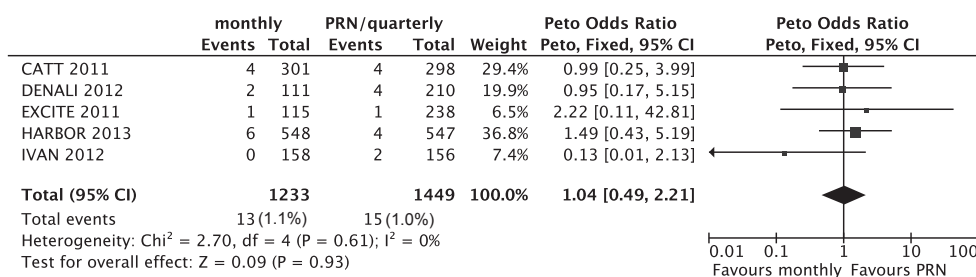 monthly PRN/quarterly Peto Odds Ratio Peto Odds Ratio
Events Total Events Total Weight Peto, Fixed, 95% CI Peto, Fixed, 95% CI
CATT 2011 4 301 4 298 29.4% 0.99 [0.25, 3.99]
DENALI 2012 2 111 4 210 19.9% 0.95 [0.17, 5.15]
EXCITE 2011 1 115 1 238 6.5% 2.22 [0.11, 42.81]
HARBOR 2013 6 548 4 547 36.8% 1.49 [0.43, 5.19]
IVAN 2012 0 158 2 156 7.4% 0.13 [0.01, 2.13]
Total (95% CI) 1233 1449 100.0% 1.04 [0.49, 2.21]
Total events 13(1.1%) 15(1.0%)
Heterogeneity: Chi² = 2.70, df = 4 (P = 0.61); I² = 0%
Test for overall effect: Z = 0.09 (P = 0.93)
0.01 0.1 1 10 100
Favours monthly Favours PRN